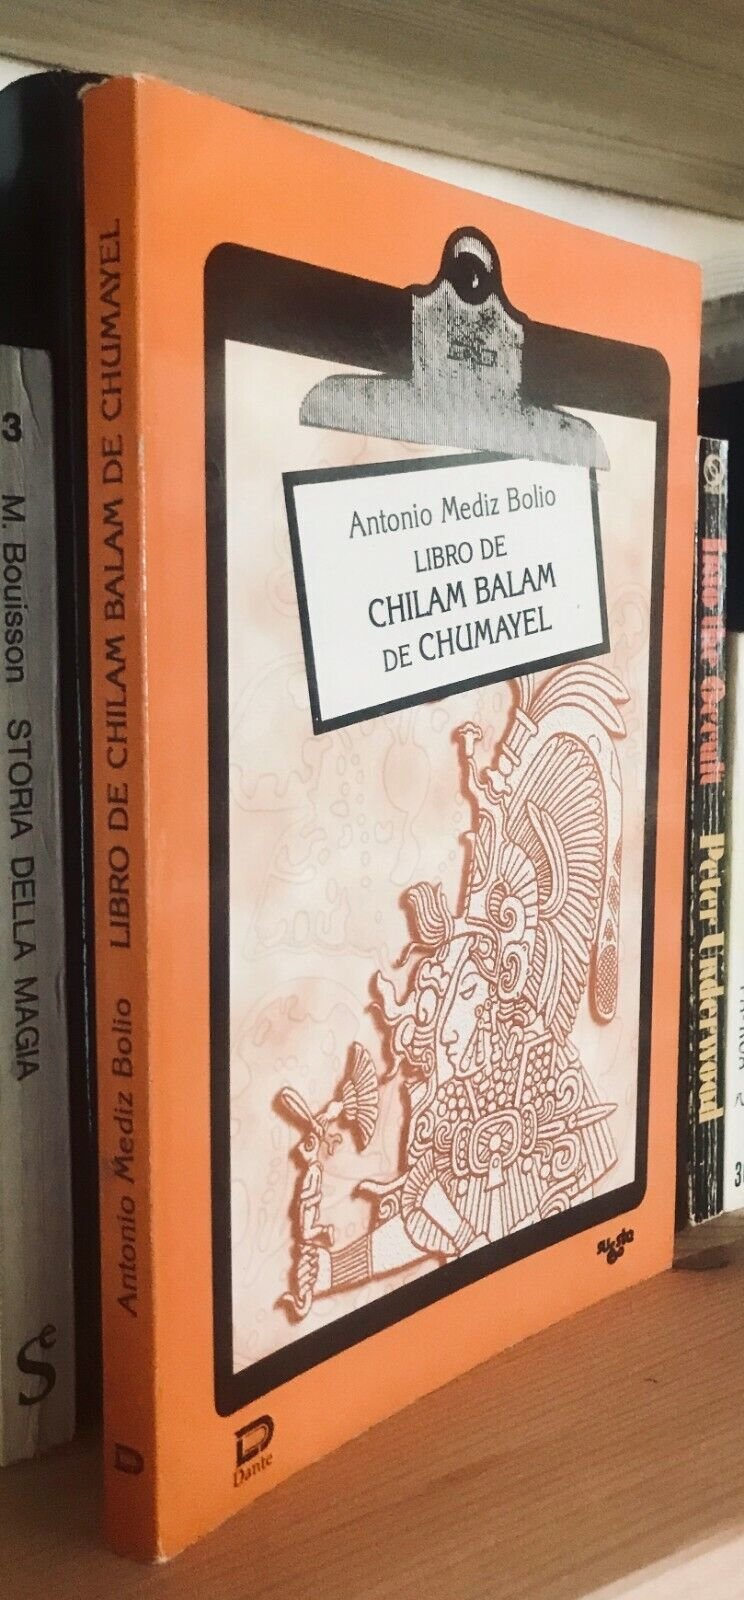 3 M. Bouisson STORIA DELLA MAGIA
Antonio Mediz Bolio LIBRO DE CHILAM BALAM DE CHUMAYEL
Antonio Mediz Bolio
LIBRO DE
CHILAM BALAM
DE CHUMAYEL
Dante
Peter Underwood